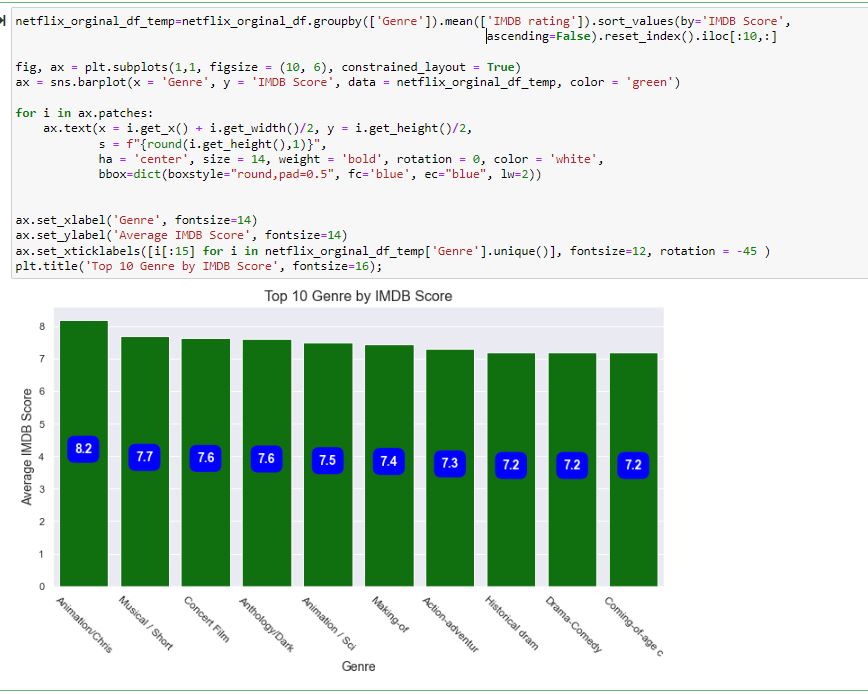 netflix_orginal_df_temp=netflix_orginal_df.groupby(['Genre']).mean(['IMDB rating']).sort_values(by='IMDB Score',
ascending=False).reset_index().iloc[:10,:]
fig, ax = plt.subplots(1,1, figsize = (10, 6), constrained_layout = True)
ax = sns.barplot(x = 'Genre', y = 'IMDB Score', data = netflix_orginal_df_temp, color = 'green')
for i in ax.patches:
ax.text(x = i.get_x() + i.get_width()/2, y = i.get_height()/2,
s = f"{round(i.get_height(),1)}",
ha = 'center', size = 14, weight = 'bold', rotation = 0, color = 'white',
bbox=dict(boxstyle="round,pad=0.5", fc='blue', ec="blue", lw=2))
ax.set_xlabel('Genre', fontsize=14)
ax.set_ylabel('Average IMDB Score', fontsize=14)
ax.set_xticklabels([i[:15] for i in netflix_orginal_df_temp['Genre'].unique()], fontsize=12, rotation = -45 )
plt.title('Top 10 Genre by IMDB Score', fontsize=16);
Top 10 Genre by IMDB Score
Average IMDB Score
8
7
6
5
4
3
2
1
0
8.2
7.7
7.6
7.6
7.5
7.4
7.3
7.2
7.2
7.2
Animation/Chris
Musical / Short
Concert Film
Anthology/Dark
Animation / Sci
Making-of
Action-adventur
Historical dram
Drama-Comedy
Coming-of-age c
Genre